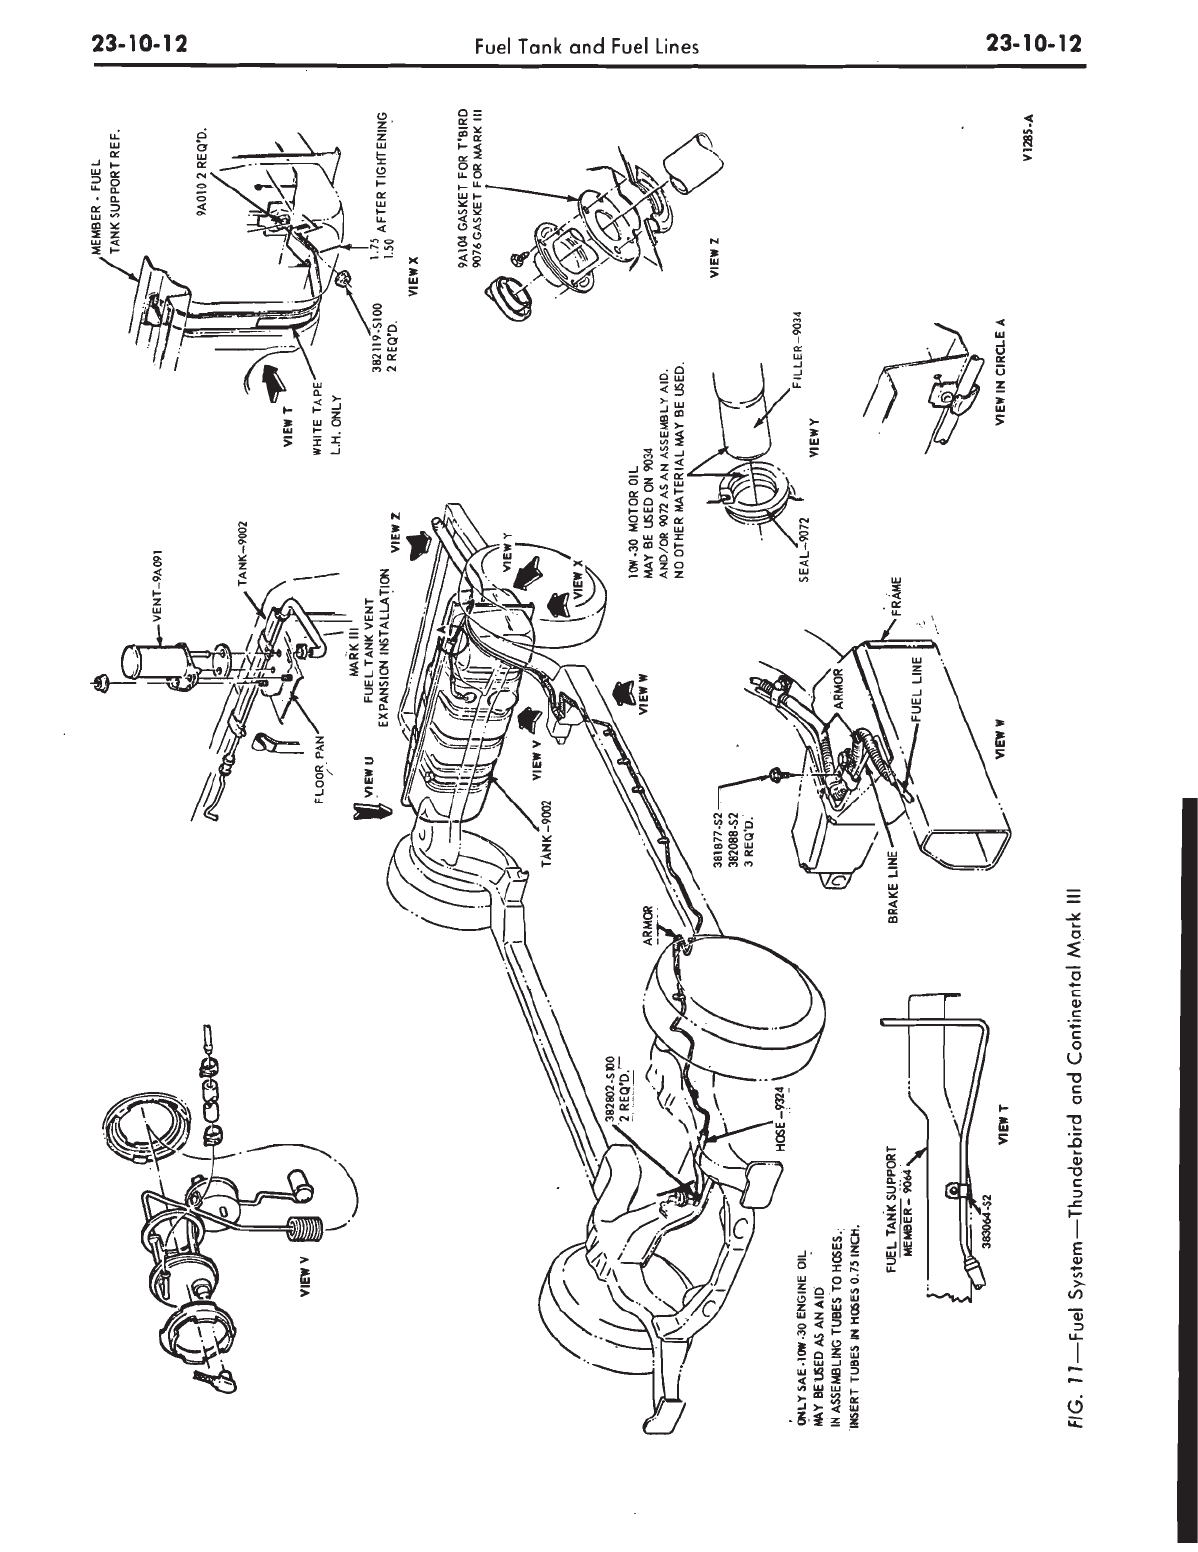 23-10-12
Fuel Tank and Fuel Lines
23-10-12
MEMBER - FUEL
TANK SUPPORT REF.
9A010 2 REQ'D.
1.75
1.50
AFTER TIGHTENING
VIEW X
382119-S100
2 REQ'D.
VIEW T
WHITE TAPE
L.H. ONLY
9A104 GASKET FOR T'BIRD
9076 GASKET FOR MARK III
VIEW Z
V1285-A
VENT-9A091
TANK-9002
FLOOR PAN
MARK III
FUEL TANK VENT
EXPANSION INSTALLATION
VIEW Z
VIEW Y
VIEW X
A
VIEW W
VIEW V
VIEW U
TANK-9002
10W-30 MOTOR OIL
MAY BE USED ON 9034
AND/OR 9072 AS AN ASSEMBLY AID.
NO OTHER MATERIAL MAY BE USED.
FILLER-9034
VIEW Y
SEAL-9072
VIEW IN CIRCLE A
FRAME
ARMOR
FUEL LINE
VIEW W
381877-S2
382088-S2
3 REQ'D.
BRAKE LINE
ARMOR
382802-S100
2 REQ'D.
HOSE-9324
VIEW V
ONLY SAE-10W-30 ENGINE OIL
MAY BE USED AS AN AID
IN ASSEMBLING TUBES TO HOSES.
INSERT TUBES IN HOSES 0.75 INCH.
FUEL TANK SUPPORT
MEMBER - 9064
383064-S2
VIEW T
FIG. 11—Fuel System—Thunderbird and Continental Mark III